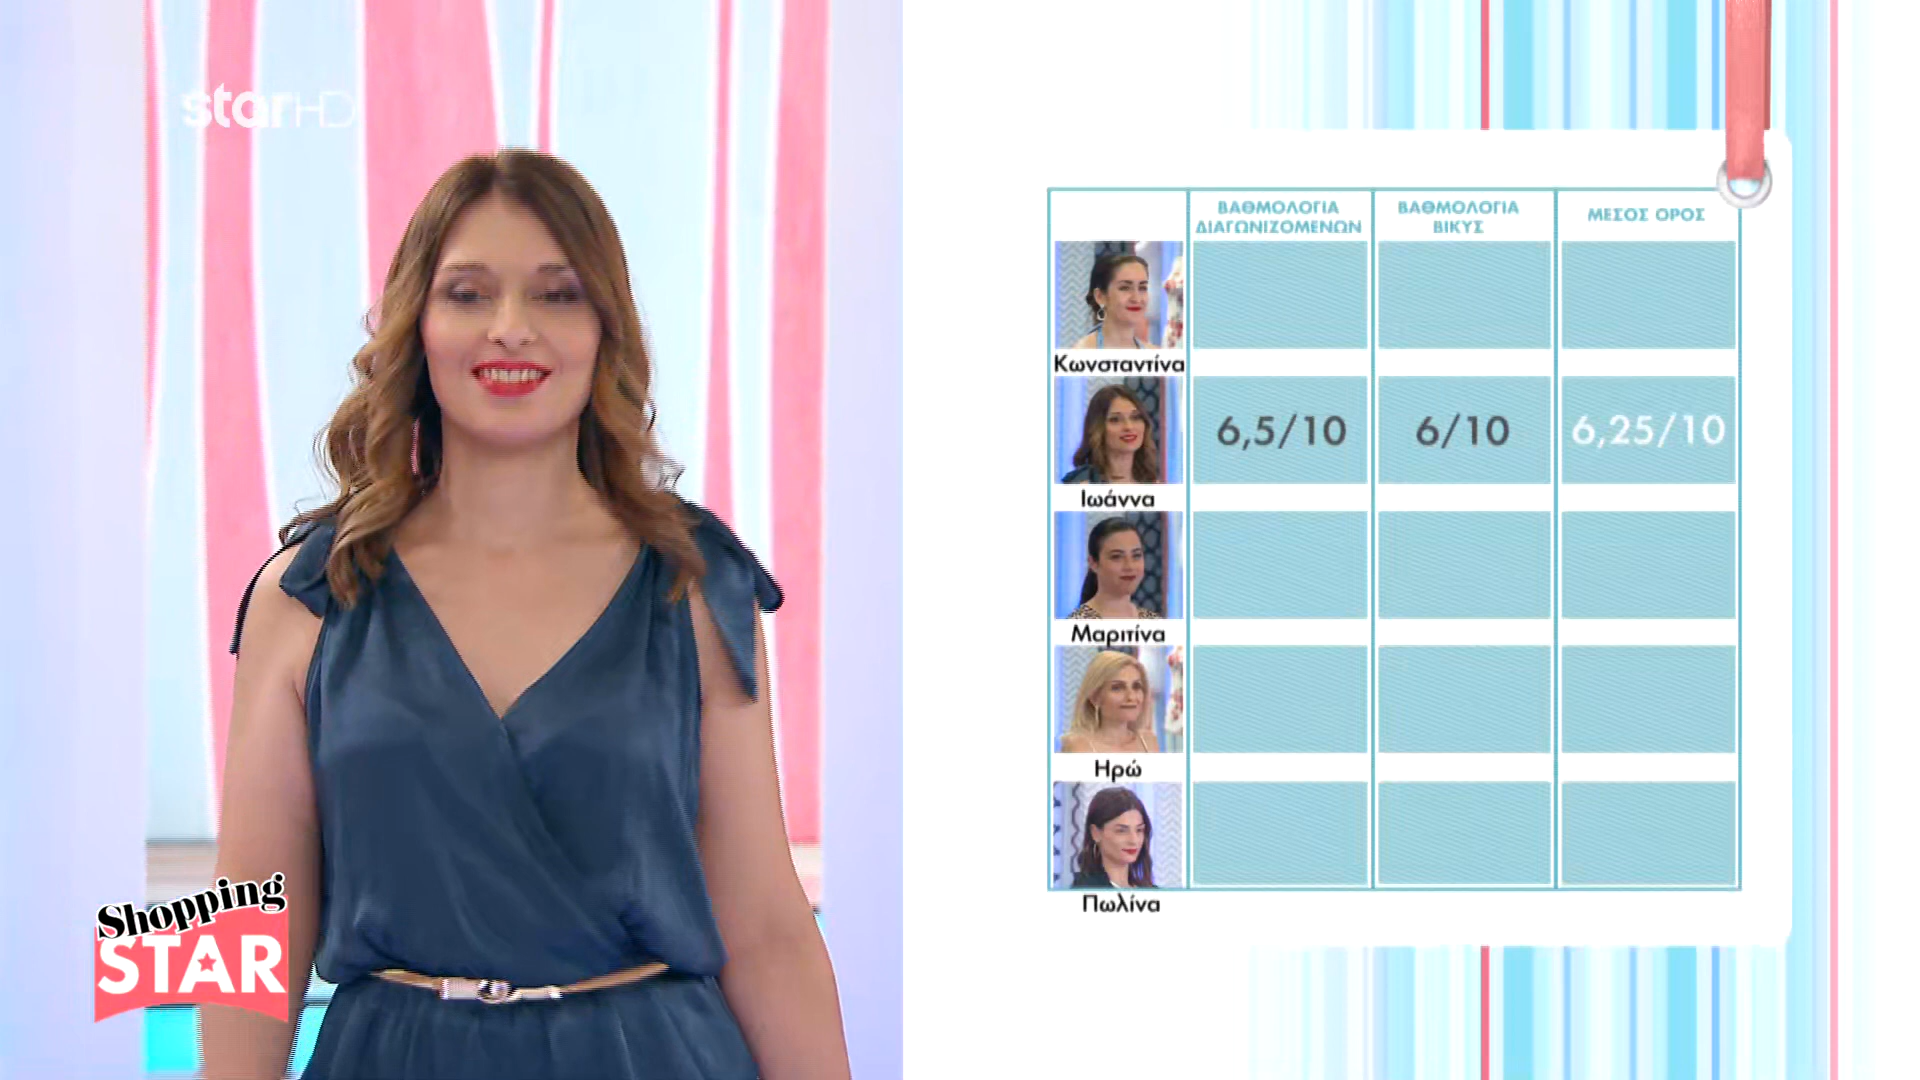 starHD
ΒΑΘΜΟΛΟΓΙΑ
ΔΙΑΓΩΝΙΖΟΜΕΝΩΝ
ΒΑΘΜΟΛΟΓΙΑ
ΒΙΚΥΣ
ΜΕΣΟΣ ΟΡΟΣ
Κωνσταντίνα
6,5/10
6/10
6,25/10
Ιωάννα
Μαριτίνα
Ηρώ
Πωλίνα
Shopping
STAR